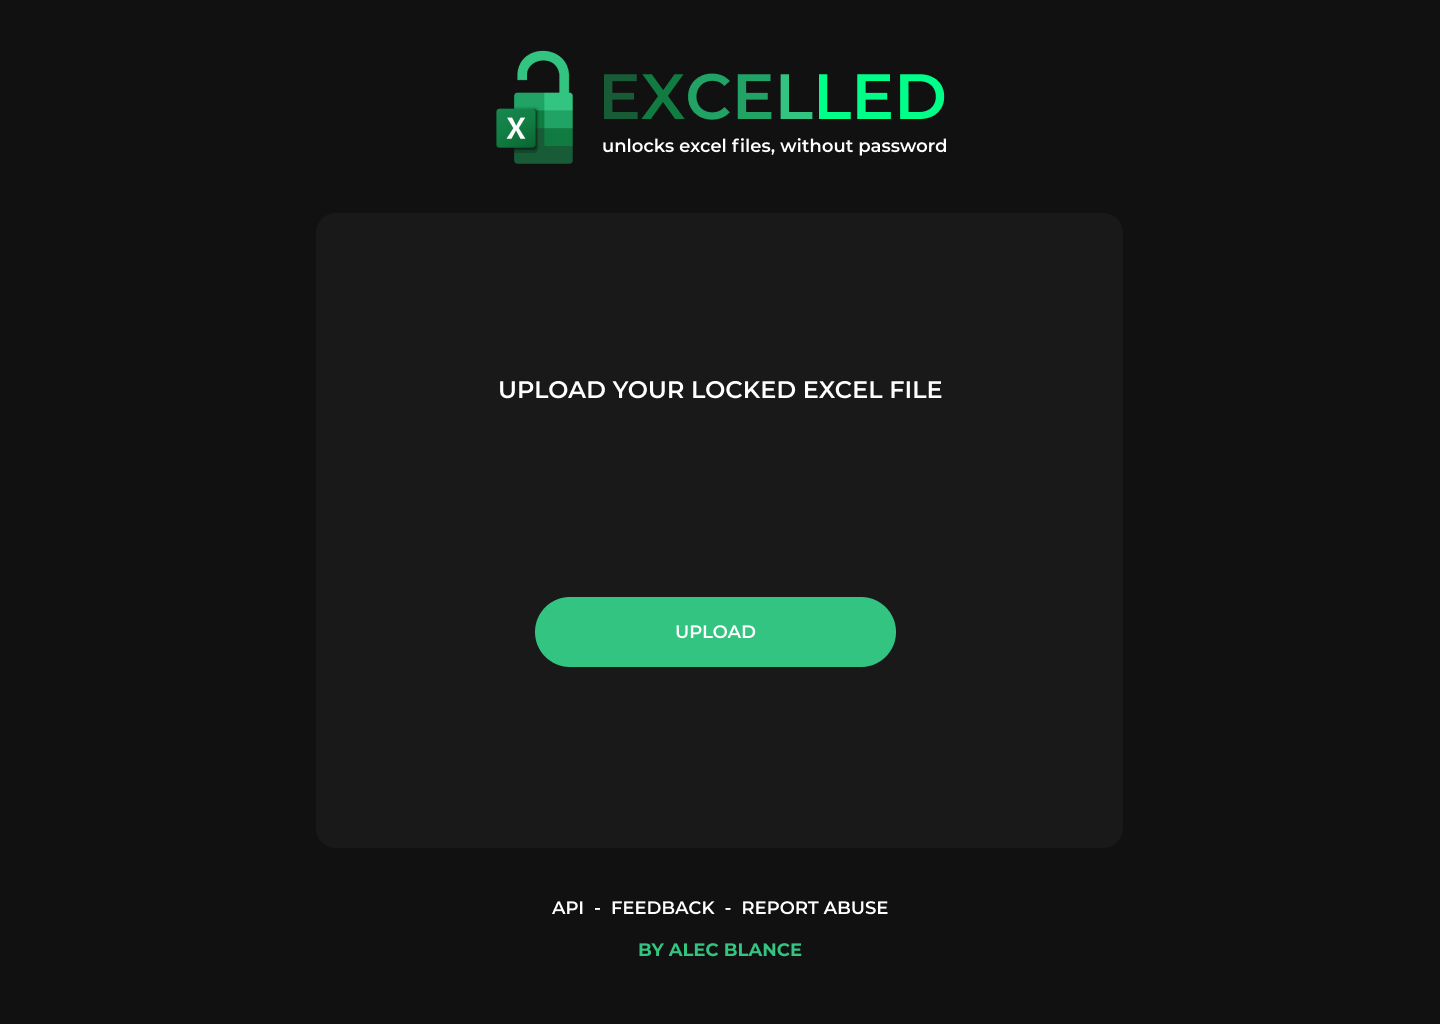 X
EXCELLED
unlocks excel files, without password
UPLOAD YOUR LOCKED EXCEL FILE
UPLOAD
API - FEEDBACK - REPORT ABUSE
BY ALEC BLANCE